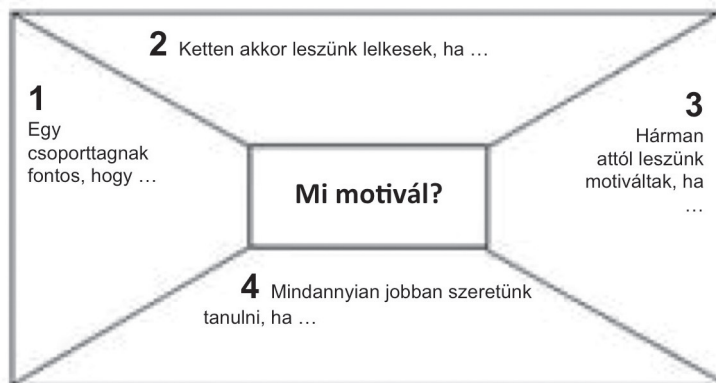 2 Ketten akkor leszünk lelkesek, ha …
1
Egy
csoporttagnak
fontos, hogy …
3
Hárman
attól leszünk
motiváltak, ha
…
Mi motivál?
4 Mindannyian jobban szeretünk
tanulni, ha …